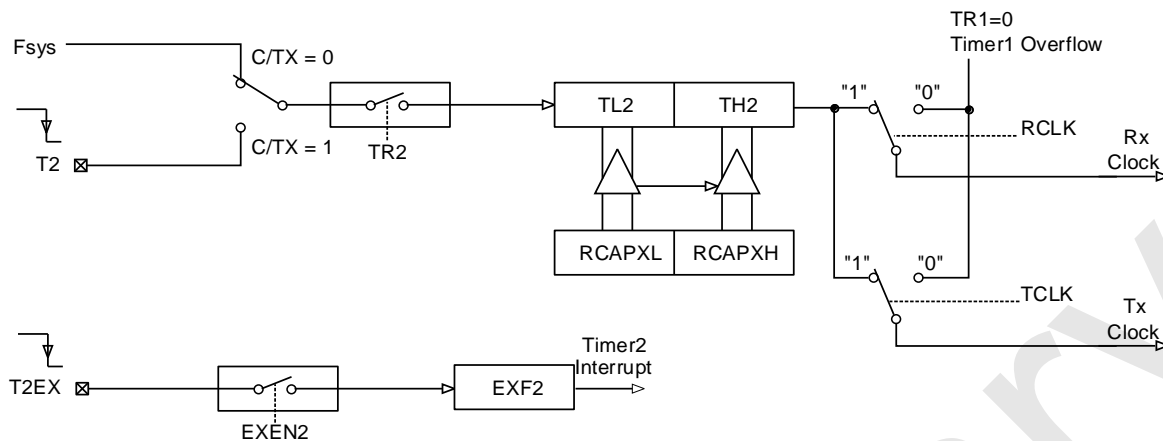 TR1=0
Timer1 Overflow
Fsys
C/TX = 0
"1"
"0"
TL2
TH2
RCLK
Rx
Clock
T2
C/TX = 1
TR2
RCAPXL
RCAPXH
"1"
"0"
TCLK
Tx
Clock
Timer2
Interrupt
T2EX
EXF2
EXEN2